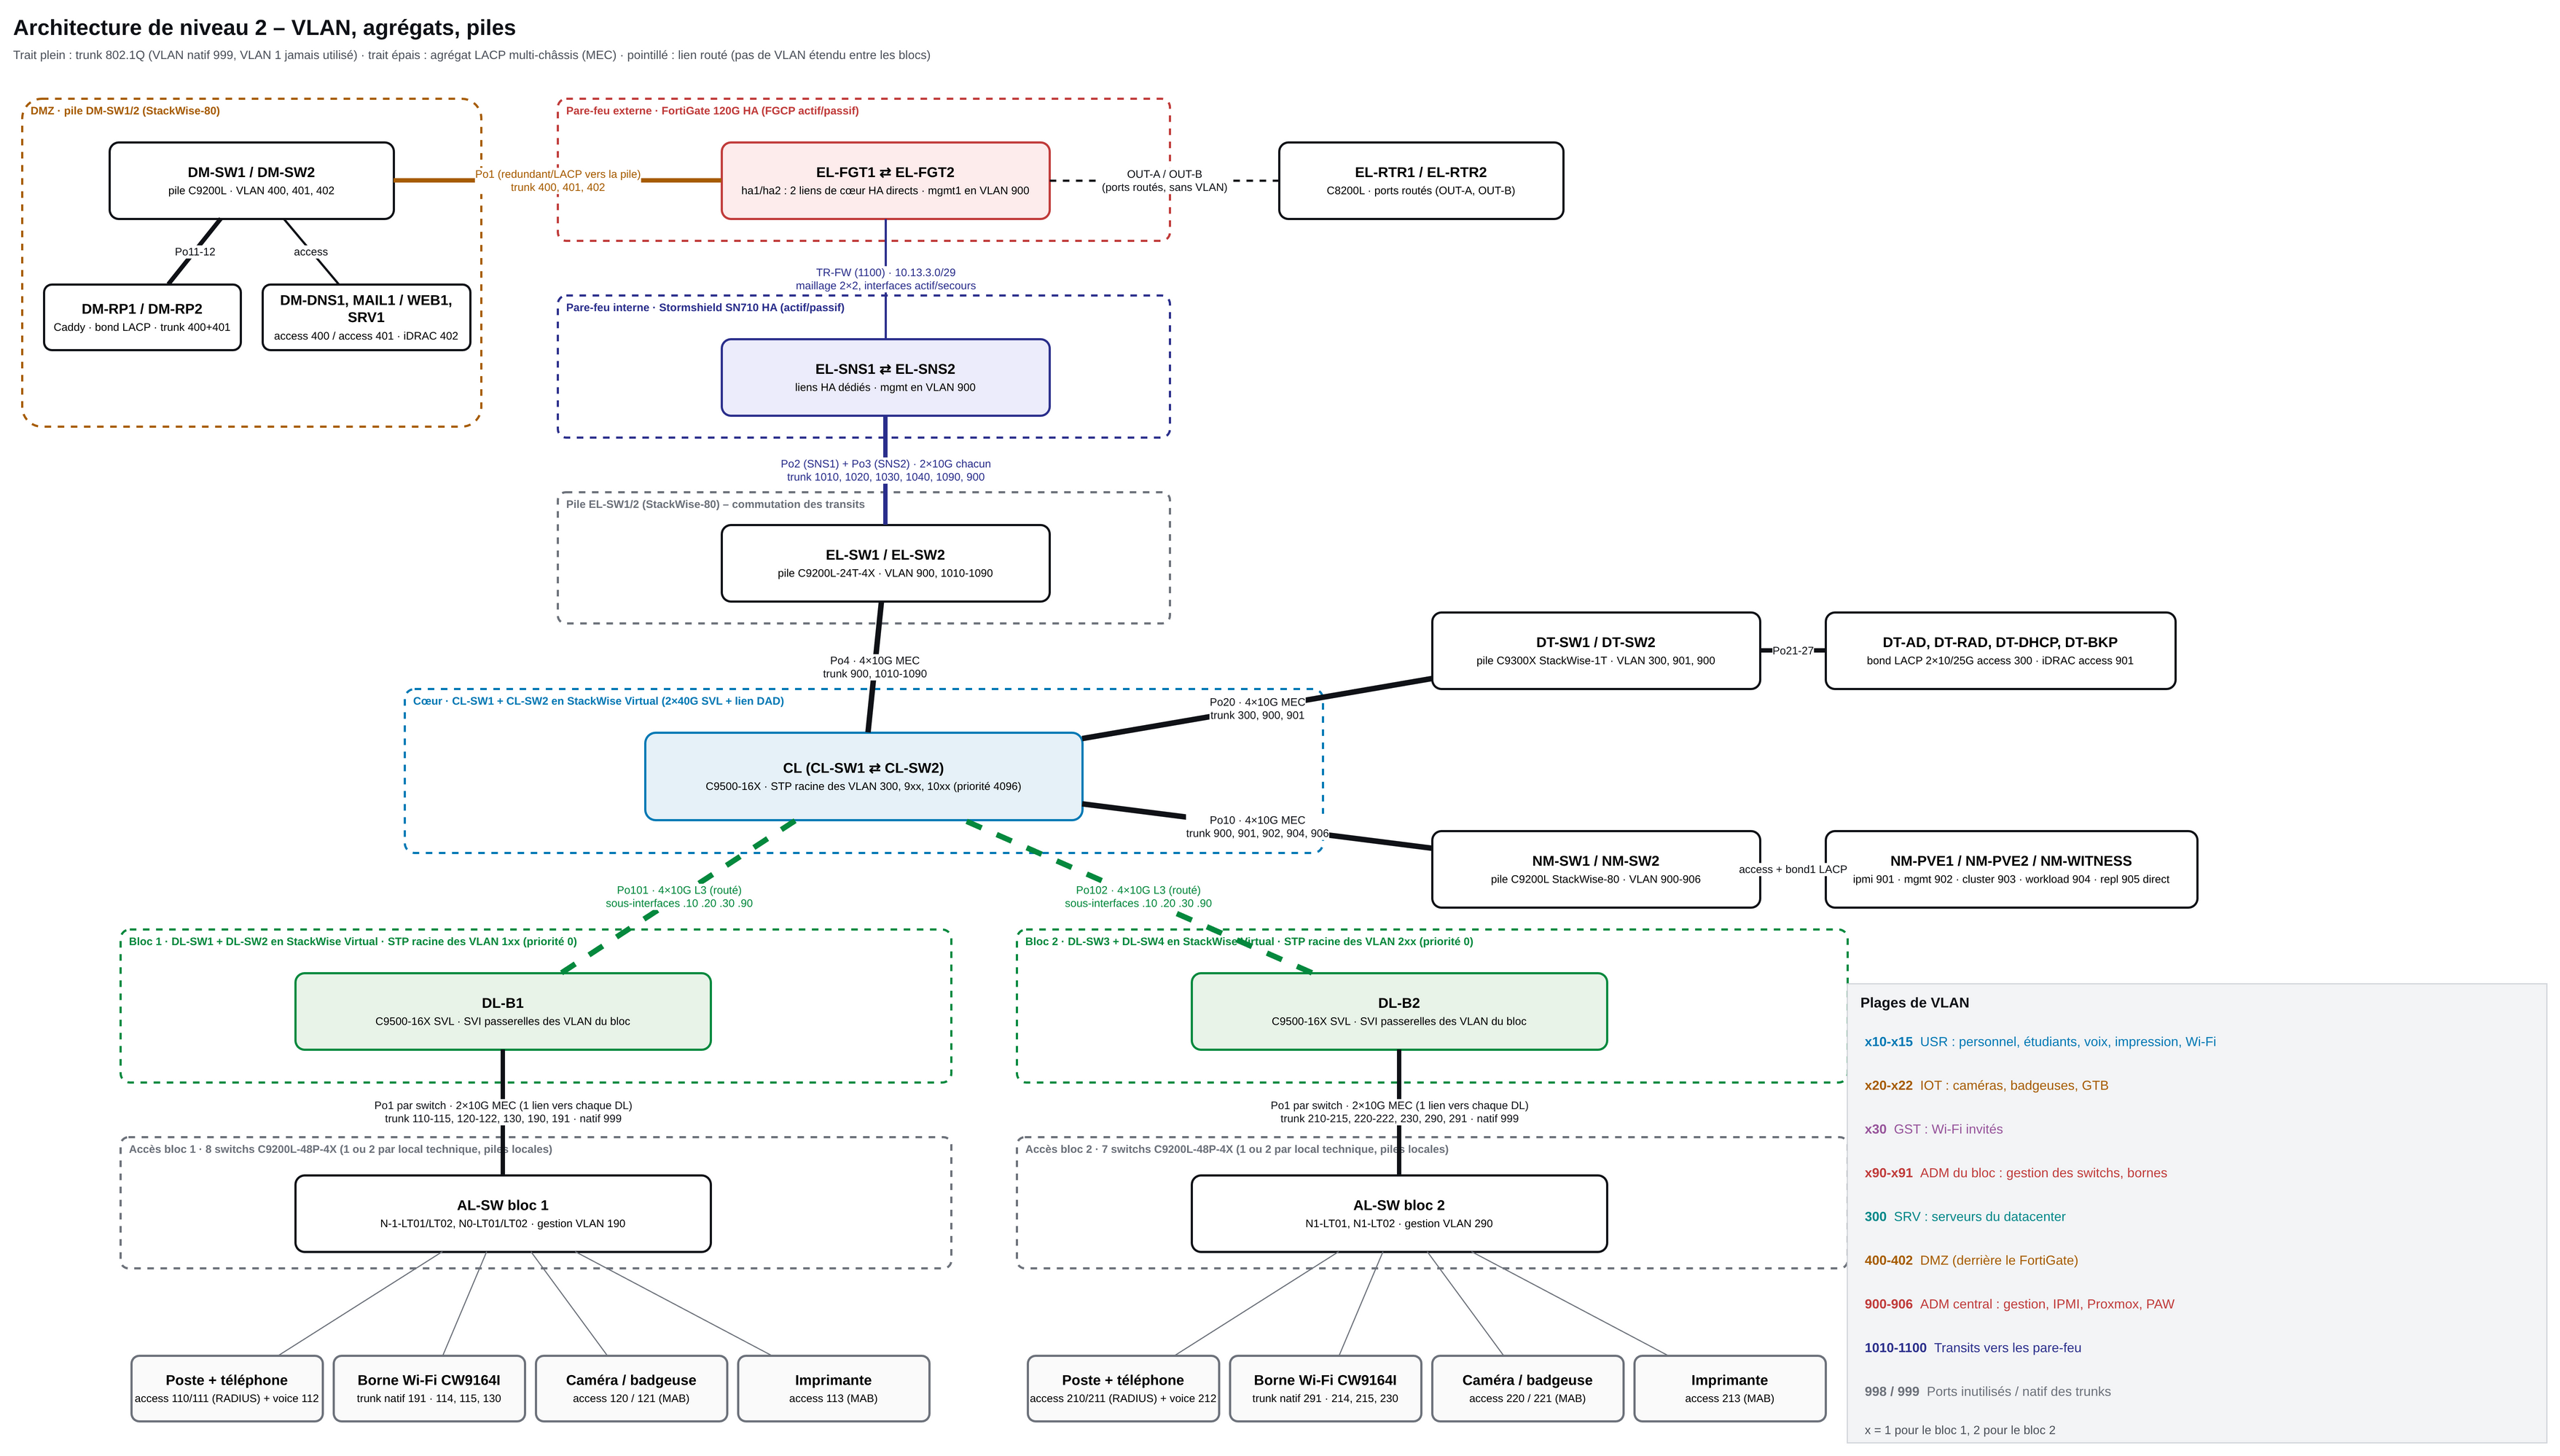 Architecture de niveau 2 – VLAN, agrégats, piles
Trait plein : trunk 802.1Q (VLAN natif 999, VLAN 1 jamais utilisé) · trait épais : agrégat LACP multi-châssis (MEC) · pointillé : lien routé (pas de VLAN étendu entre les blocs)
DMZ · pile DM-SW1/2 (StackWise-80)
DM-SW1 / DM-SW2
pile C9200L · VLAN 400, 401, 402
Po1 (redundant/LACP vers la pile)
trunk 400, 401, 402
Po11-12
access
DM-RP1 / DM-RP2
Caddy · bond LACP · trunk 400+401
DM-DNS1, MAIL1 / WEB1,
SRV1
access 400 / access 401 · iDRAC 402
Pare-feu externe · FortiGate 120G HA (FGCP actif/passif)
EL-FGT1 ⇄ EL-FGT2
ha1/ha2 : 2 liens de cœur HA directs · mgmt1 en VLAN 900
OUT-A / OUT-B
(ports routés, sans VLAN)
EL-RTR1 / EL-RTR2
C8200L · ports routés (OUT-A, OUT-B)
TR-FW (1100) · 10.13.3.0/29
maillage 2×2, interfaces actif/secours
Pare-feu interne · Stormshield SN710 HA (actif/passif)
EL-SNS1 ⇄ EL-SNS2
liens HA dédiés · mgmt en VLAN 900
Po2 (SNS1) + Po3 (SNS2) · 2×10G chacun
trunk 1010, 1020, 1030, 1040, 1090, 900
Pile EL-SW1/2 (StackWise-80) – commutation des transits
EL-SW1 / EL-SW2
pile C9200L-24T-4X · VLAN 900, 1010-1090
Po4 · 4×10G MEC
trunk 900, 1010-1090
Cœur · CL-SW1 + CL-SW2 en StackWise Virtual (2×40G SVL + lien DAD)
CL (CL-SW1 ⇄ CL-SW2)
C9500-16X · STP racine des VLAN 300, 9xx, 10xx (priorité 4096)
Po20 · 4×10G MEC
trunk 300, 900, 901
DT-SW1 / DT-SW2
pile C9300X StackWise-1T · VLAN 300, 901, 900
Po21-27
DT-AD, DT-RAD, DT-DHCP, DT-BKP
bond LACP 2×10/25G access 300 · iDRAC access 901
Po10 · 4×10G MEC
trunk 900, 901, 902, 904, 906
NM-SW1 / NM-SW2
pile C9200L StackWise-80 · VLAN 900-906
access + bond1 LACP
NM-PVE1 / NM-PVE2 / NM-WITNESS
ipmi 901 · mgmt 902 · cluster 903 · workload 904 · repl 905 direct
Po101 · 4×10G L3 (routé)
sous-interfaces .10 .20 .30 .90
Po102 · 4×10G L3 (routé)
sous-interfaces .10 .20 .30 .90
Bloc 1 · DL-SW1 + DL-SW2 en StackWise Virtual · STP racine des VLAN 1xx (priorité 0)
DL-B1
C9500-16X SVL · SVI passerelles des VLAN du bloc
Po1 par switch · 2×10G MEC (1 lien vers chaque DL)
trunk 110-115, 120-122, 130, 190, 191 · natif 999
Accès bloc 1 · 8 switchs C9200L-48P-4X (1 ou 2 par local technique, piles locales)
AL-SW bloc 1
N-1-LT01/LT02, N0-LT01/LT02 · gestion VLAN 190
Poste + téléphone
access 110/111 (RADIUS) + voice 112
Borne Wi-Fi CW9164I
trunk natif 191 · 114, 115, 130
Caméra / badgeuse
access 120 / 121 (MAB)
Imprimante
access 113 (MAB)
Bloc 2 · DL-SW3 + DL-SW4 en StackWise Virtual · STP racine des VLAN 2xx (priorité 0)
DL-B2
C9500-16X SVL · SVI passerelles des VLAN du bloc
Po1 par switch · 2×10G MEC (1 lien vers chaque DL)
trunk 210-215, 220-222, 230, 290, 291 · natif 999
Accès bloc 2 · 7 switchs C9200L-48P-4X (1 ou 2 par local technique, piles locales)
AL-SW bloc 2
N1-LT01, N1-LT02 · gestion VLAN 290
Poste + téléphone
access 210/211 (RADIUS) + voice 212
Borne Wi-Fi CW9164I
trunk natif 291 · 214, 215, 230
Caméra / badgeuse
access 220 / 221 (MAB)
Imprimante
access 213 (MAB)
Plages de VLAN
x10-x15 USR : personnel, étudiants, voix, impression, Wi-Fi
x20-x22 IOT : caméras, badgeuses, GTB
x30 GST : Wi-Fi invités
x90-x91 ADM du bloc : gestion des switchs, bornes
300 SRV : serveurs du datacenter
400-402 DMZ (derrière le FortiGate)
900-906 ADM central : gestion, IPMI, Proxmox, PAW
1010-1100 Transits vers les pare-feu
998 / 999 Ports inutilisés / natif des trunks
x = 1 pour le bloc 1, 2 pour le bloc 2